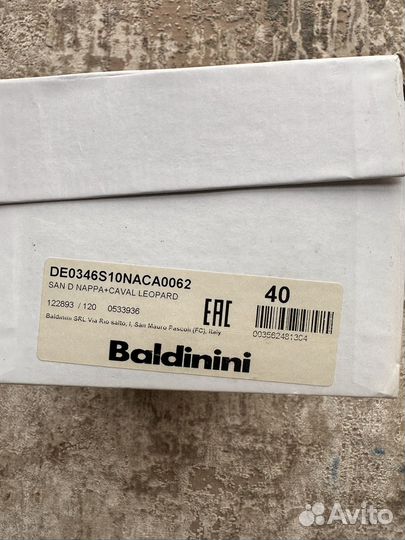 DE0346S10NACA0062
SAN D NAPPA+CAVAL LEOPARD
122893 / 120 0533936
EAC
40
Baldinini SRL Via Rio salto, I, San Mauro Pascoli (FC), Italy
003562481304
Baldinini
Avito